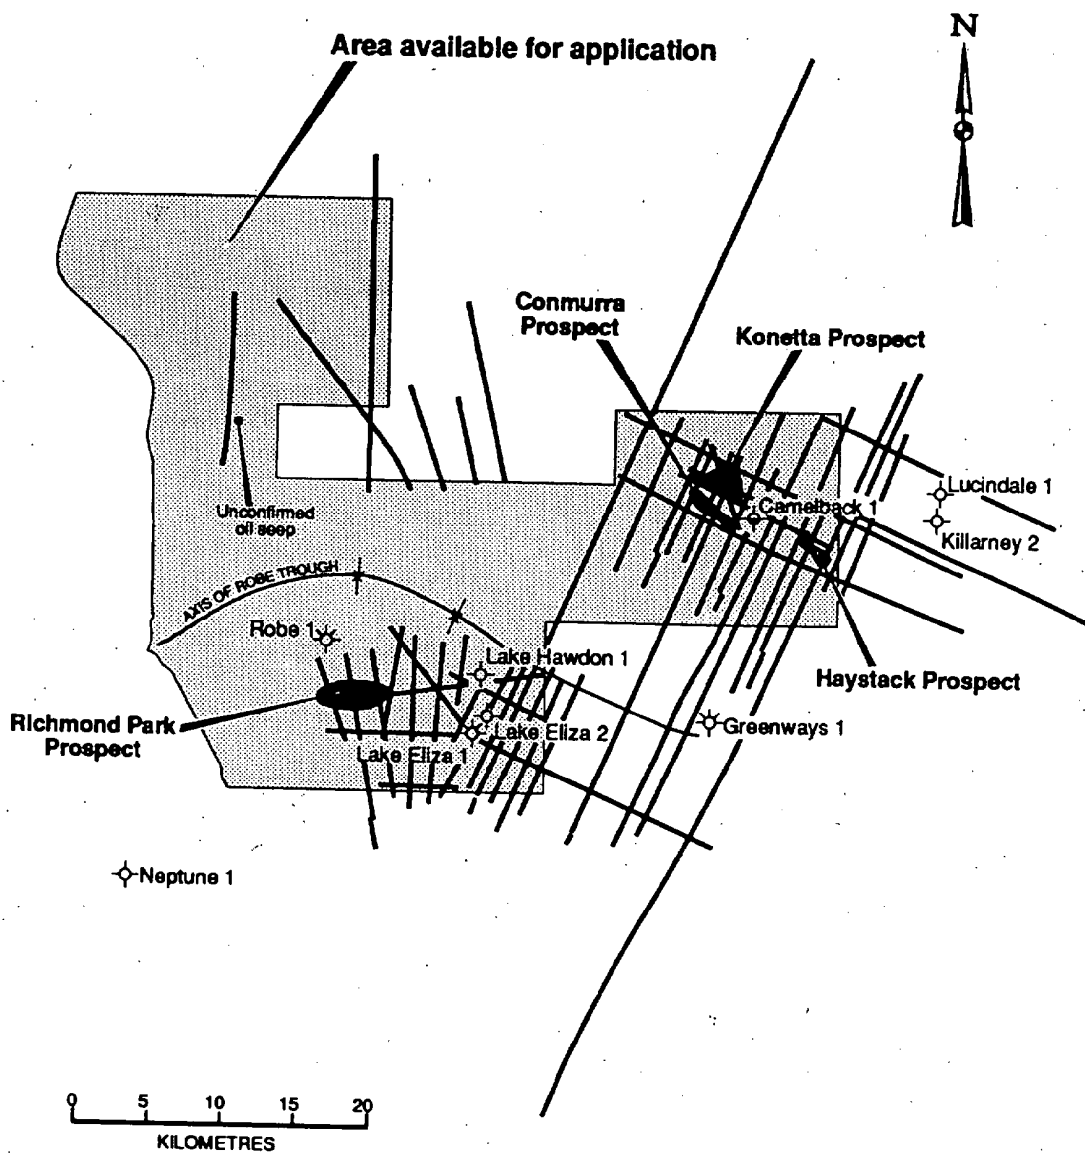 N
Area available for application
Conmurra
Prospect
Konetta Prospect
Lucindale 1
Camelback 1
Killarney 2
Unconfirmed
oil seep
AXIS OF ROBE TROUGH
Robe 1
Lake Hawdon 1
Haystack Prospect
Richmond Park
Prospect
Lake Eliza 2
Greenways 1
Lake Eliza 1
Neptune 1
0 5 10 15 20
KILOMETRES